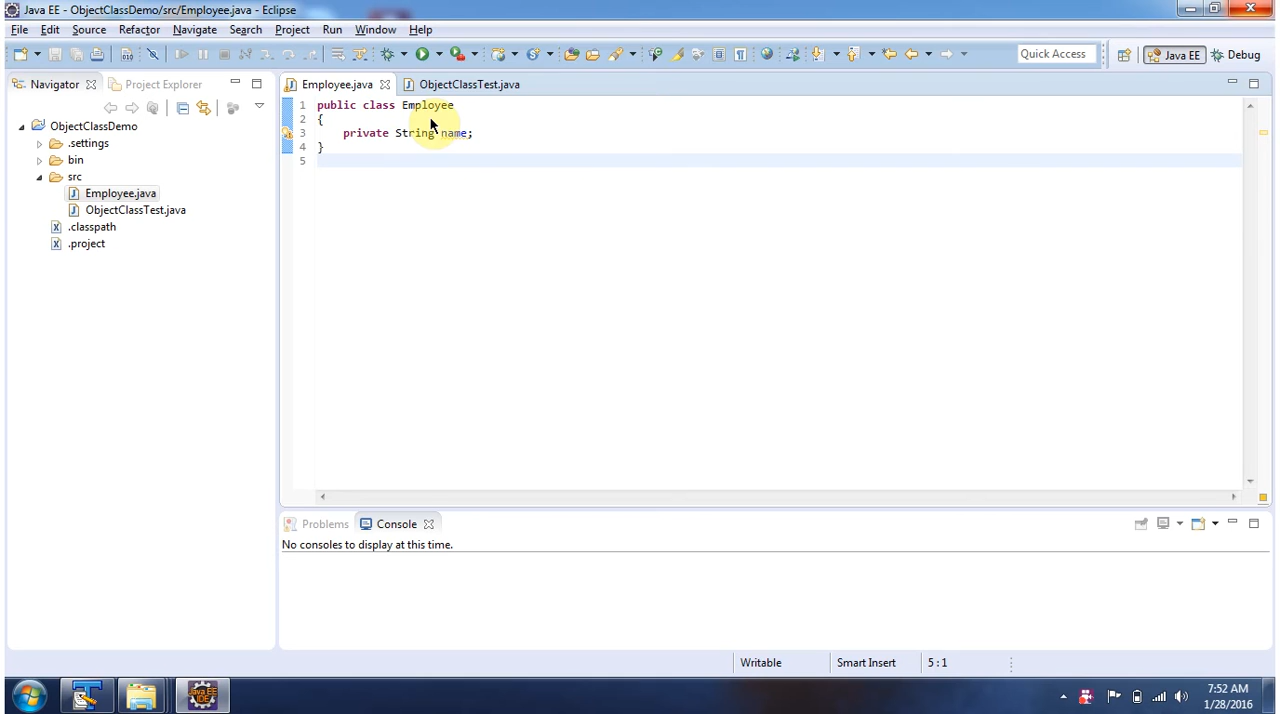 Java EE - ObjectClassDemo/src/Employee.java - Eclipse
File Edit Source Refactor Navigate Search Project Run Window Help
Quick Access Java EE Debug
Navigator Project Explorer
Employee.java ObjectClassTest.java
1 public class Employee
2 {
3 private String name;
4 }
5
ObjectClassDemo
.settings
bin
src
Employee.java
ObjectClassTest.java
.classpath
.project
Problems Console
No consoles to display at this time.
Writable Smart Insert 5 : 1
Java EE
IDE
7:52 AM
1/28/2016